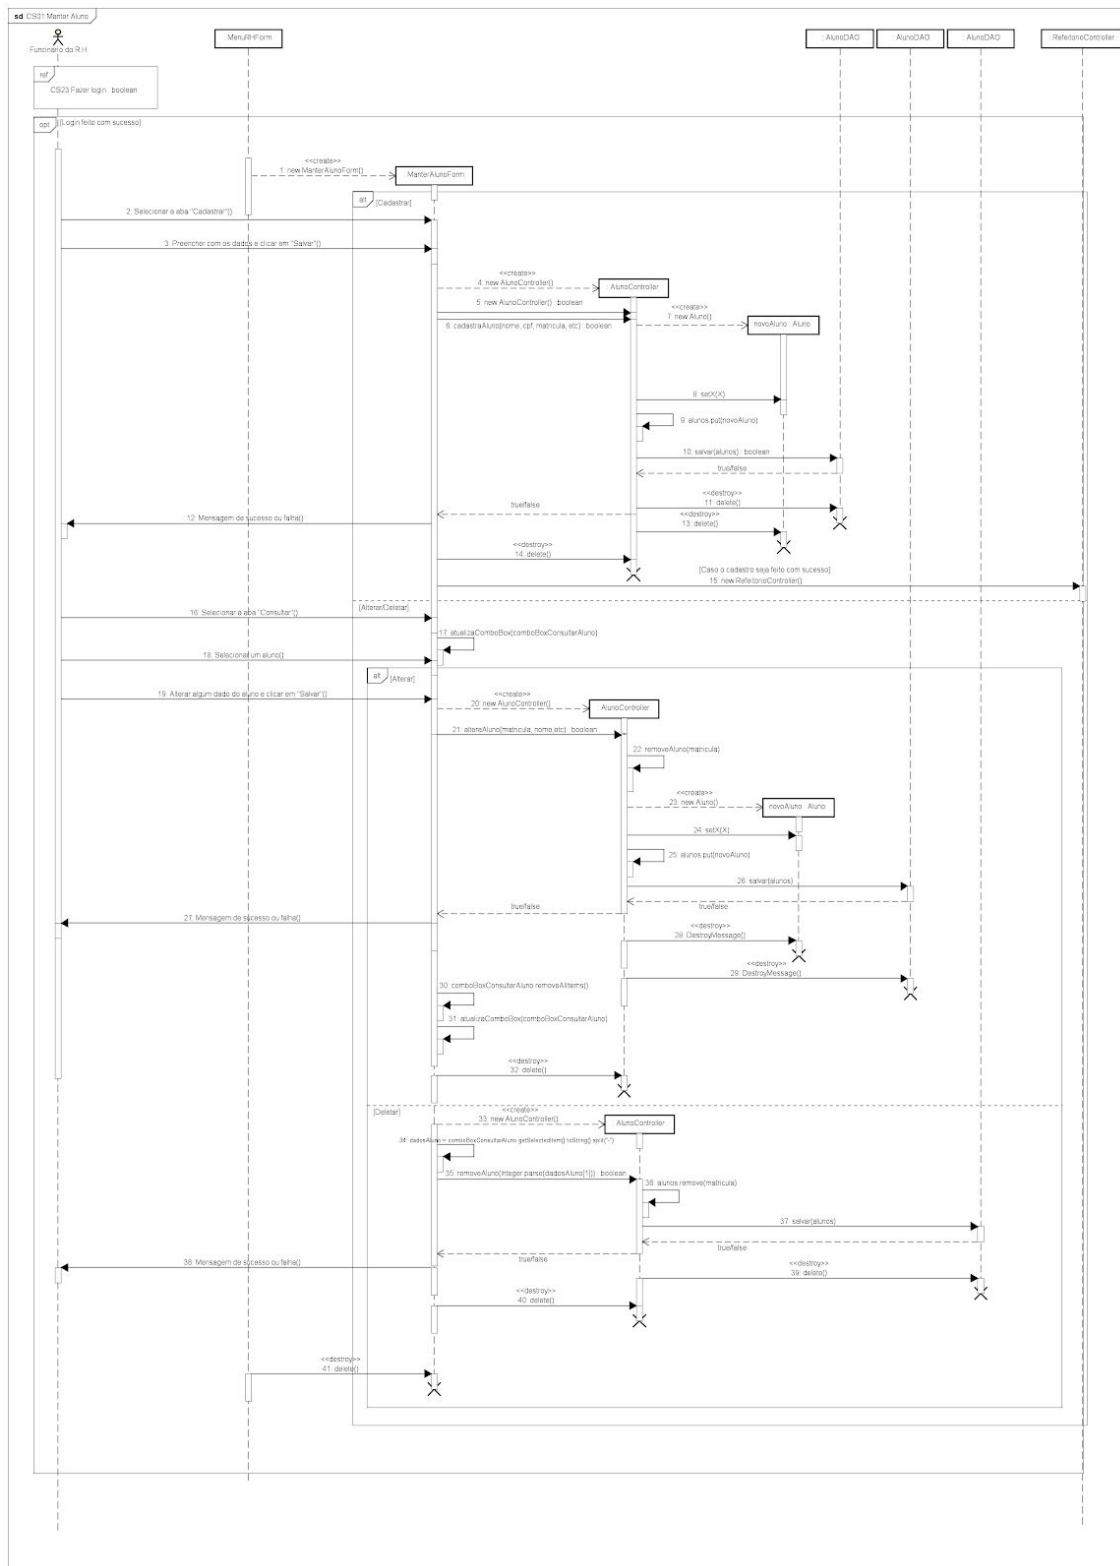 sd CS01 Manter Aluno
Funcinário do R.H.
MenuRHForm
: AlunoDAO
AlunoDAO
: AlunoDAO
RefeitorioController
ref
CS23 Fazer login : boolean
opt
[Login feito com sucesso]
<<create>>
1: new ManterAlunoForm()
ManterAlunoForm
alt
[Cadastrar]
2: Selecionar a aba "Cadastrar"()
3: Preencher com os dados e clicar em "Salvar"()
<<create>>
4: new AlunoController()
AlunoController
5: new AlunoController() : boolean
6: cadastraAluno(nome, cpf, matricula, etc) : boolean
<<create>>
7: new Aluno()
novoAluno : Aluno
8: setX(X)
9: alunos.put(novoAluno)
10: salvar(alunos) : boolean
true/false
<<destroy>>
11: delete()
true/false
12: Mensagem de sucesso ou falha()
<<destroy>>
13: delete()
<<destroy>>
14: delete()
[Caso o cadastro seja feito com sucesso]
15: new RefeitorioController()
[Alterar/Deletar]
16: Selecionar a aba "Consultar"()
17: atualizaComboBox(comboBoxConsultarAluno)
18: Selecionar um aluno()
alt
[Alterar]
19: Alterar algum dado do aluno e clicar em "Salvar"()
<<create>>
20: new AlunoController()
AlunoController
21: alteraAluno(matricula, nome,etc) : boolean
22: removeAluno(matricula)
<<create>>
23: new Aluno()
novoAluno : Aluno
24: setX(X)
25: alunos.put(novoAluno)
26: salvar(alunos)
true/false
true/false
27: Mensagem de sucesso ou falha()
<<destroy>>
28: DestroyMessage()
<<destroy>>
29: DestroyMessage()
30: comboBoxConsultarAluno.removeAllItems()
31: atualizaComboBox(comboBoxConsultarAluno)
<<destroy>>
32: delete()
[Deletar]
<<create>>
33: new AlunoController()
AlunoController
34: dadosAluno = comboBoxConsultarAluno.getSelectedItem().toString().split("-")
35: removeAluno(Integer.parse(dadosAluno[1])) : boolean
36: alunos.remove(matricula)
37: salvar(alunos)
true/false
true/false
38: Mensagem de sucesso ou falha()
<<destroy>>
39: delete()
<<destroy>>
40: delete()
<<destroy>>
41: delete()